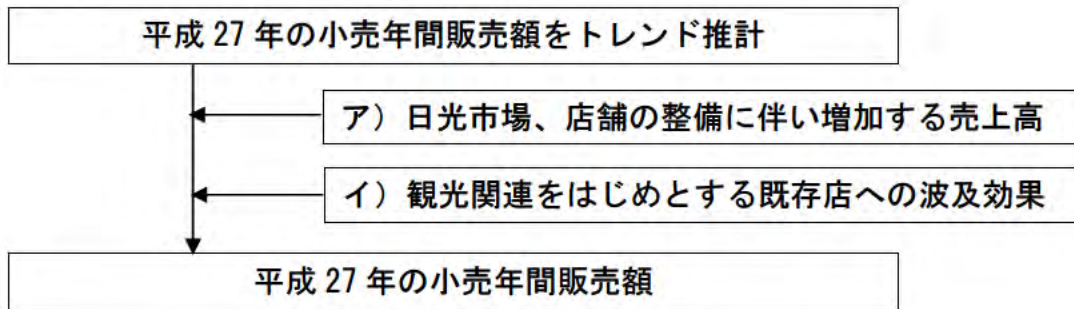 平成 27 年の小売年間販売額をトレンド推計
ア）日光市場、店舗の整備に伴い増加する売上高
イ）観光関連をはじめとする既存店への波及効果
平成 27 年の小売年間販売額